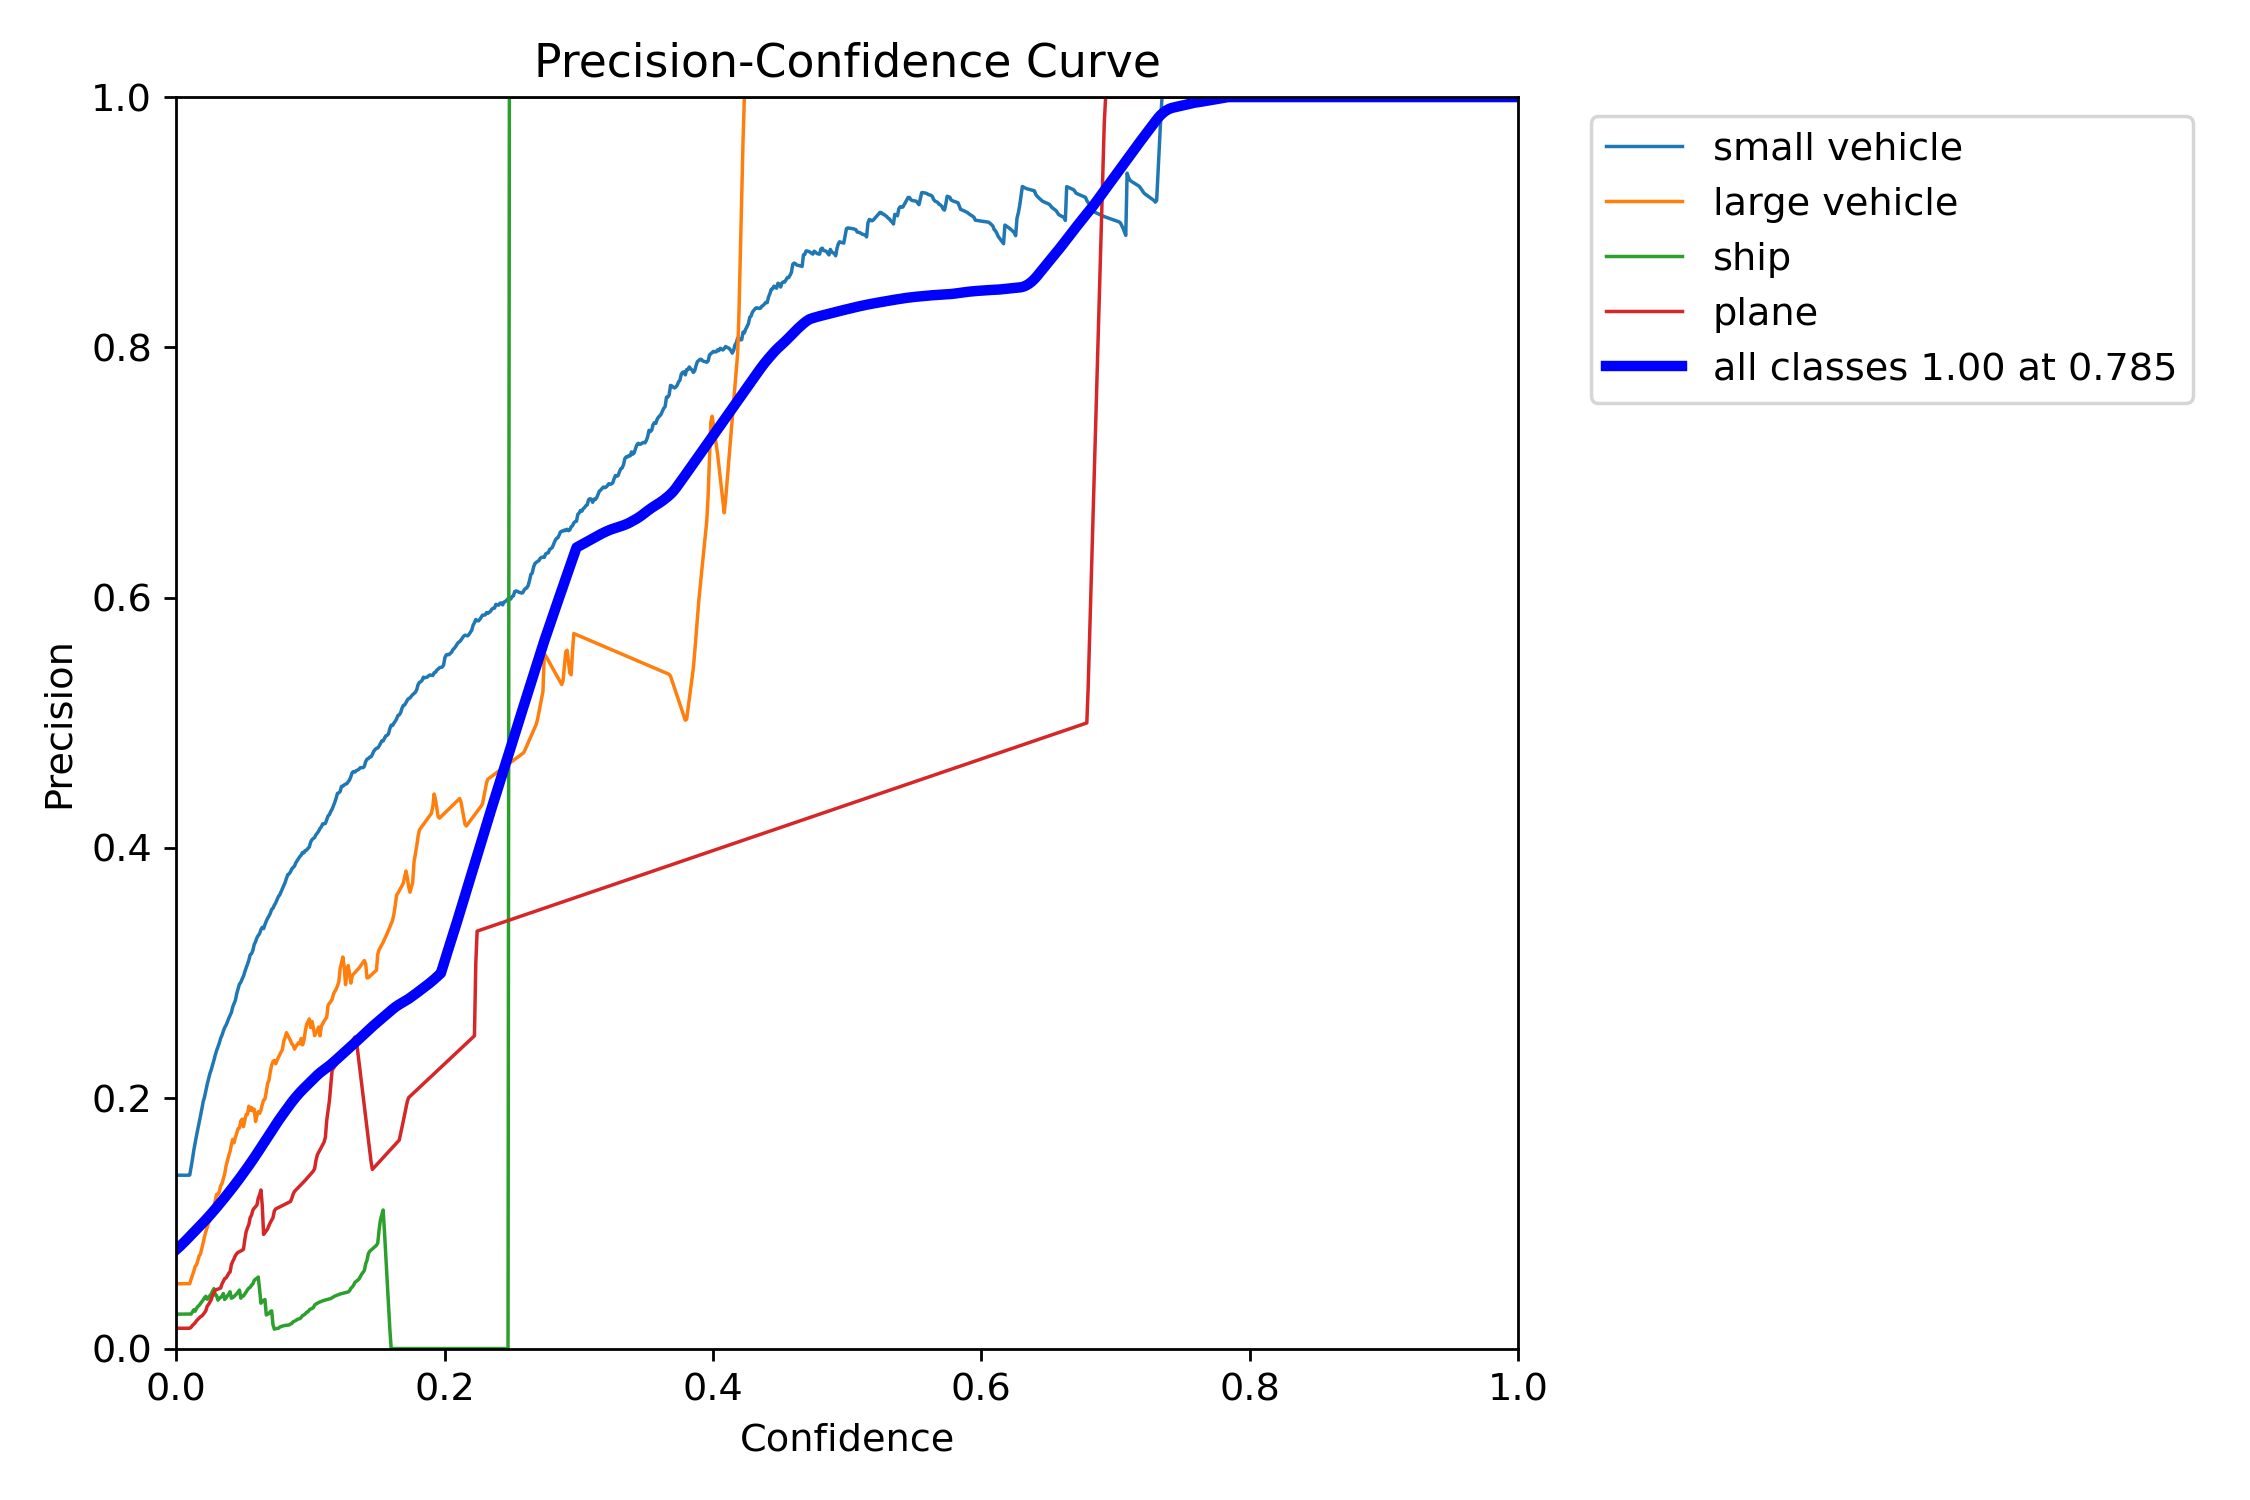 Precision-Confidence Curve
1.0
0.8
0.6
0.4
0.2
0.0
Precision
0.0 0.2 0.4 0.6 0.8 1.0
Confidence
small vehicle
large vehicle
ship
plane
all classes 1.00 at 0.785